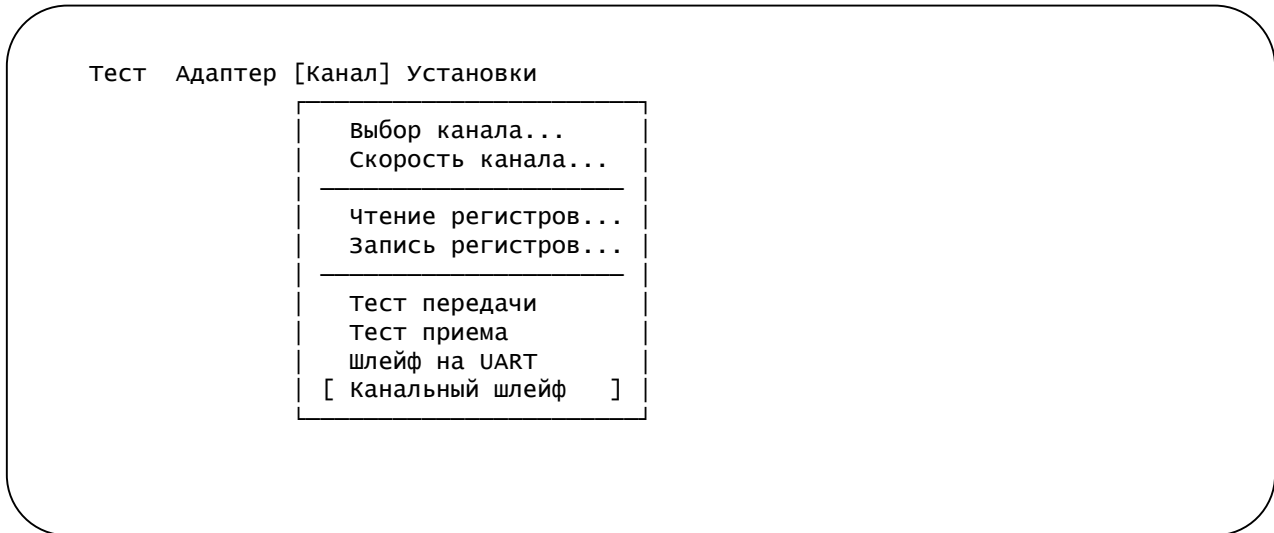 Тест Адаптер [Канал] Установки
Выбор канала...
Скорость канала...
Чтение регистров...
Запись регистров...
Тест передачи
Тест приема
Шлейф на UART
[ Канальный шлейф ]